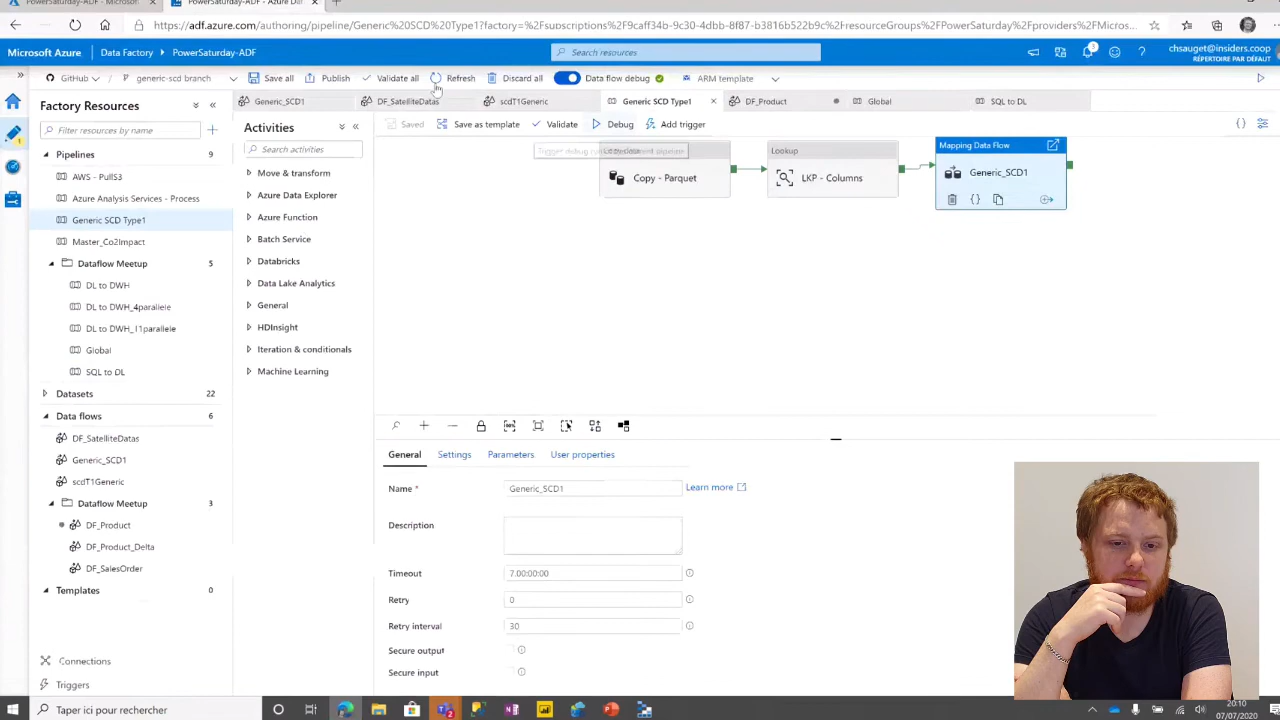 PowerSaturday-ADF - Microsoft
PowerSaturday-ADF - Azure Da
https://adf.azure.com/authoring/pipeline/Generic%20SCD%20Type1?factory=%2Fsubscriptions%2F9caff34b-9c30-4dbb-8f87-b3816b522b9c%2FresourceGroups%2FPowerSaturday%2Fproviders%2FMicros...
Microsoft Azure
Data Factory
PowerSaturday-ADF
Search resources
1
chsauget@insiders.coop
RÉPERTOIRE PAR DÉFAUT
GitHub
generic-scd branch
Save all
Publish
Validate all
Refresh
Discard all
Data flow debug
ARM template
Factory Resources
Generic_SCD1
DF_SatelliteDatas
scdT1Generic
Generic SCD Type1
DF_Product
Global
SQL to DL
Filter resources by name
Activities
Saved
Save as template
Validate
Debug
Add trigger
Search activities
Pipelines 9
AWS - PullS3
Azure Analysis Services - Process
Generic SCD Type1
Master_Co2Impact
Dataflow Meetup 5
DL to DWH
DL to DWH_4parallele
DL to DWH_11parallele
Global
SQL to DL
Datasets 22
Data flows 6
DF_SatelliteDatas
Generic_SCD1
scdT1Generic
Dataflow Meetup 3
DF_Product
DF_Product_Delta
DF_SalesOrder
Templates 0
Connections
Triggers
Move & transform
Azure Data Explorer
Azure Function
Batch Service
Databricks
Data Lake Analytics
General
HDInsight
Iteration & conditionals
Machine Learning
Copy - Parquet
Lookup
LKP - Columns
Mapping Data Flow
Generic_SCD1
General
Settings
Parameters
User properties
Name *
Generic_SCD1
Learn more
Description
Timeout
7.00:00:00
Retry
0
Retry interval
30
Secure output
Secure input
Taper ici pour rechercher
20:10
07/07/2020